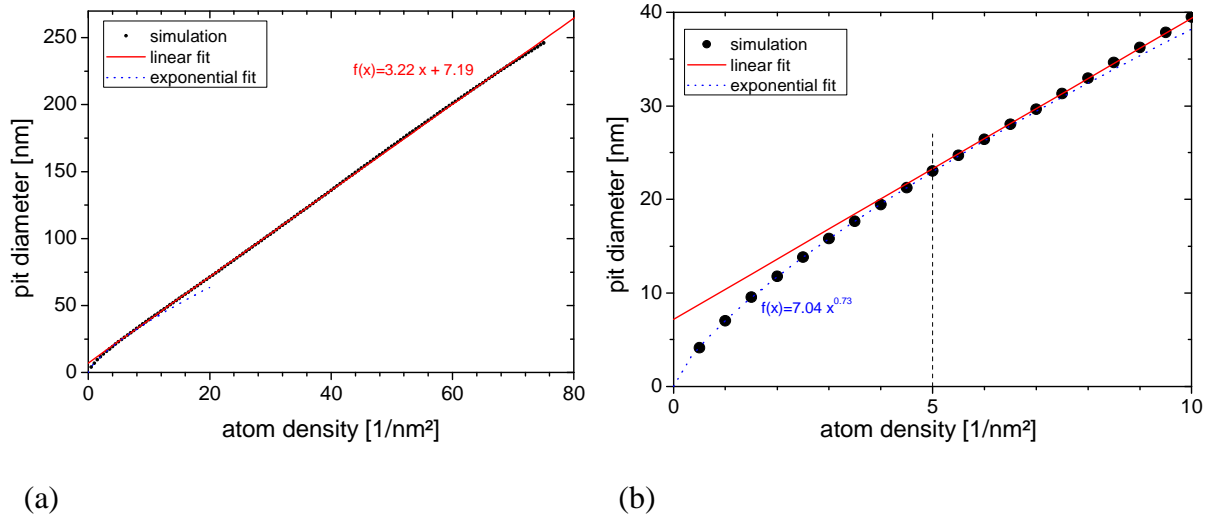 250
200
150
100
50
0
pit diameter [nm]
simulation
linear fit
exponential fit
f(x)=3.22 x + 7.19
0 20 40 60 80
atom density [1/nm²]
(a)
40
30
20
10
0
pit diameter [nm]
simulation
linear fit
exponential fit
f(x)=7.04 x^0.73
0 5 10
atom density [1/nm²]
(b)